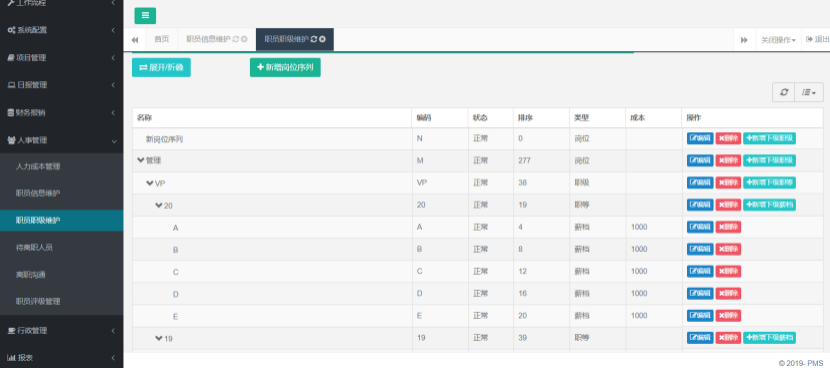 工作流程
首页 职员信息维护 职员职级维护 关闭操作 退出
系统配置
项目管理
日报管理
财务报销
人事管理
人力成本管理
职员信息维护
职员职级维护
待离职人员
离职沟通
职员评级管理
行政管理
报表
展开/折叠 新增岗位序列
名称 编码 状态 排序 类型 成本 操作
新岗位序列 N 正常 0 岗位 编辑 删除 新增下级职级
管理 M 正常 277 岗位 编辑 删除 新增下级职级
VP VP 正常 38 职级 编辑 删除 新增下级职等
20 20 正常 19 职等 编辑 删除 新增下级薪档
A A 正常 4 薪档 1000 编辑 删除
B B 正常 8 薪档 1000 编辑 删除
C C 正常 12 薪档 1000 编辑 删除
D D 正常 16 薪档 1000 编辑 删除
E E 正常 20 薪档 1000 编辑 删除
19 19 正常 39 职等 编辑 删除 新增下级薪档
© 2019- PMS